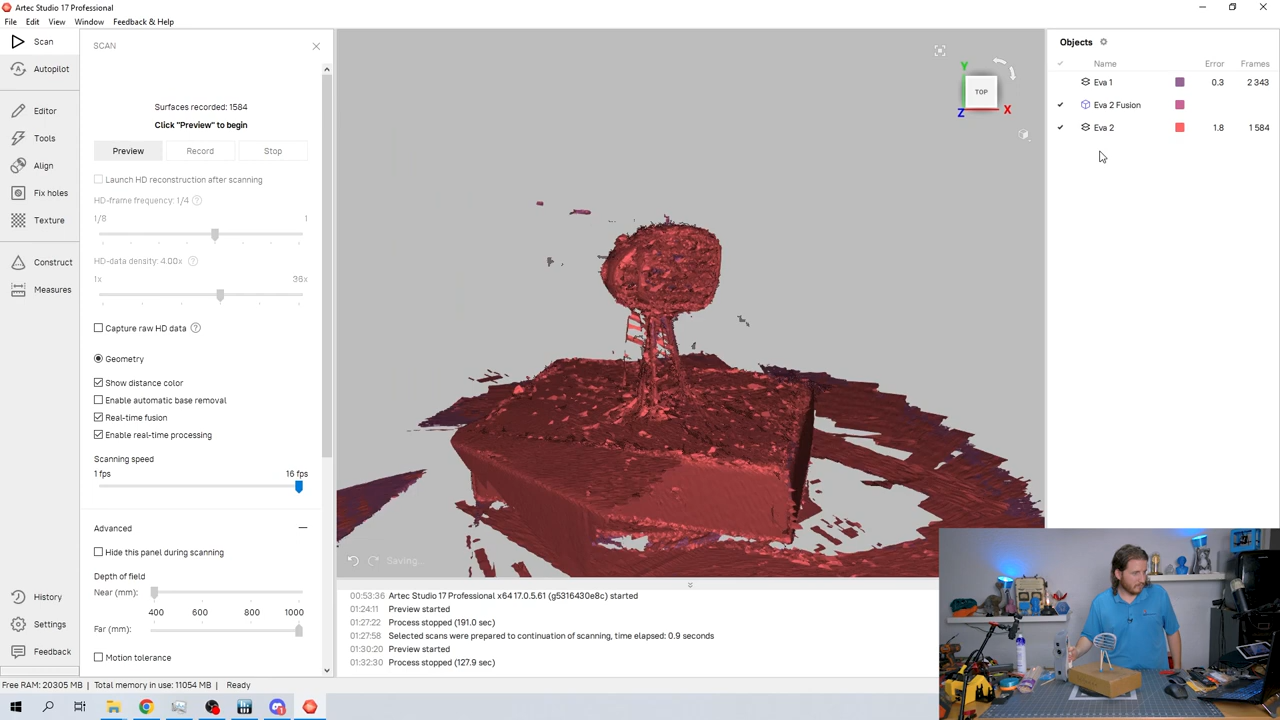 Artec Studio 17 Professional
File Edit View Window Feedback & Help
Scan
Autopilot
Editor
Tools
Align
Fix holes
Texture
Construct
Measures
History
Settings
Feedback
SCAN
Surfaces recorded: 1584
Click "Preview" to begin
Preview Record Stop
Launch HD reconstruction after scanning
HD-frame frequency: 1/4 ?
1/8 1
HD-data density: 4.00x ?
1x 36x
Capture raw HD data ?
Geometry
Show distance color
Enable automatic base removal
Real-time fusion
Enable real-time processing
Scanning speed
1 fps 16 fps
Advanced
Hide this panel during scanning
Depth of field
Near (mm):
400 600 800 1000
Far (mm):
Motion tolerance
Y
TOP
Z X
Saving...
00:53:36 Artec Studio 17 Professional x64 17.0.5.61 (g5316430e8c) started
01:24:11 Preview started
01:27:22 Process stopped (191.0 sec)
01:27:58 Selected scans were prepared to continuation of scanning, time elapsed: 0.9 seconds
01:30:20 Preview started
01:32:30 Process stopped (127.9 sec)
Objects
Name Error Frames
Eva 1 0.3 2 343
Eva 2 Fusion
Eva 2 1.8 1 584
Free RAM: 20305 MB | Total memory in use: 11054 MB | Ready